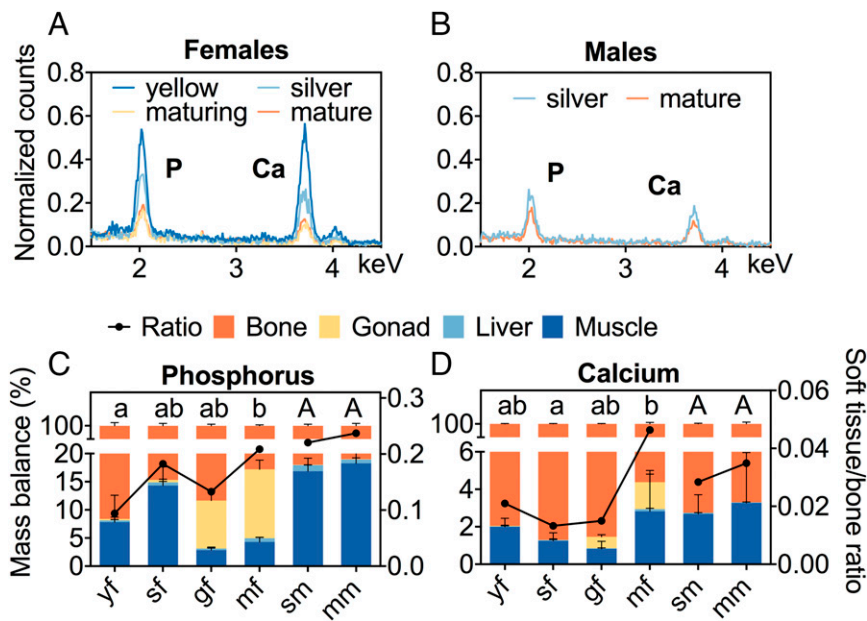 A
Females
B
Males
Normalized counts
0.8
0.6
0.4
0.2
0.0
yellow
silver
maturing
mature
P
Ca
2
3
4
keV
0.8
0.6
0.4
0.2
0.0
silver
mature
P
Ca
2
3
4
keV
Ratio Bone Gonad Liver Muscle
C
Phosphorus
Mass balance (%)
a ab ab b A A
100
20
15
10
5
0
0.3
0.2
0.1
0.0
yf sf gf mf sm mm
D
Calcium
ab a ab b A A
100
6
4
2
0
0.06
0.04
0.02
0.00
Soft tissue/bone ratio
yf sf gf mf sm mm